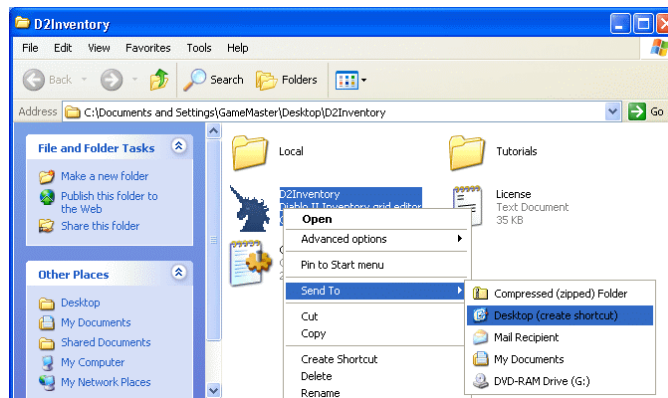 D2Inventory
File Edit View Favorites Tools Help
Back Search Folders
Address C:\Documents and Settings\GameMaster\Desktop\D2Inventory Go
File and Folder Tasks
Make a new folder
Publish this folder to
the Web
Share this folder
Other Places
Desktop
My Documents
Shared Documents
My Computer
My Network Places
Local
Tutorials
D2Inventory
Diablo II Inventory grid editor
License
Text Document
35 KB
Open
Advanced options
Pin to Start menu
Send To
Cut
Copy
Create Shortcut
Delete
Rename
Compressed (zipped) Folder
Desktop (create shortcut)
Mail Recipient
My Documents
DVD-RAM Drive (G:)